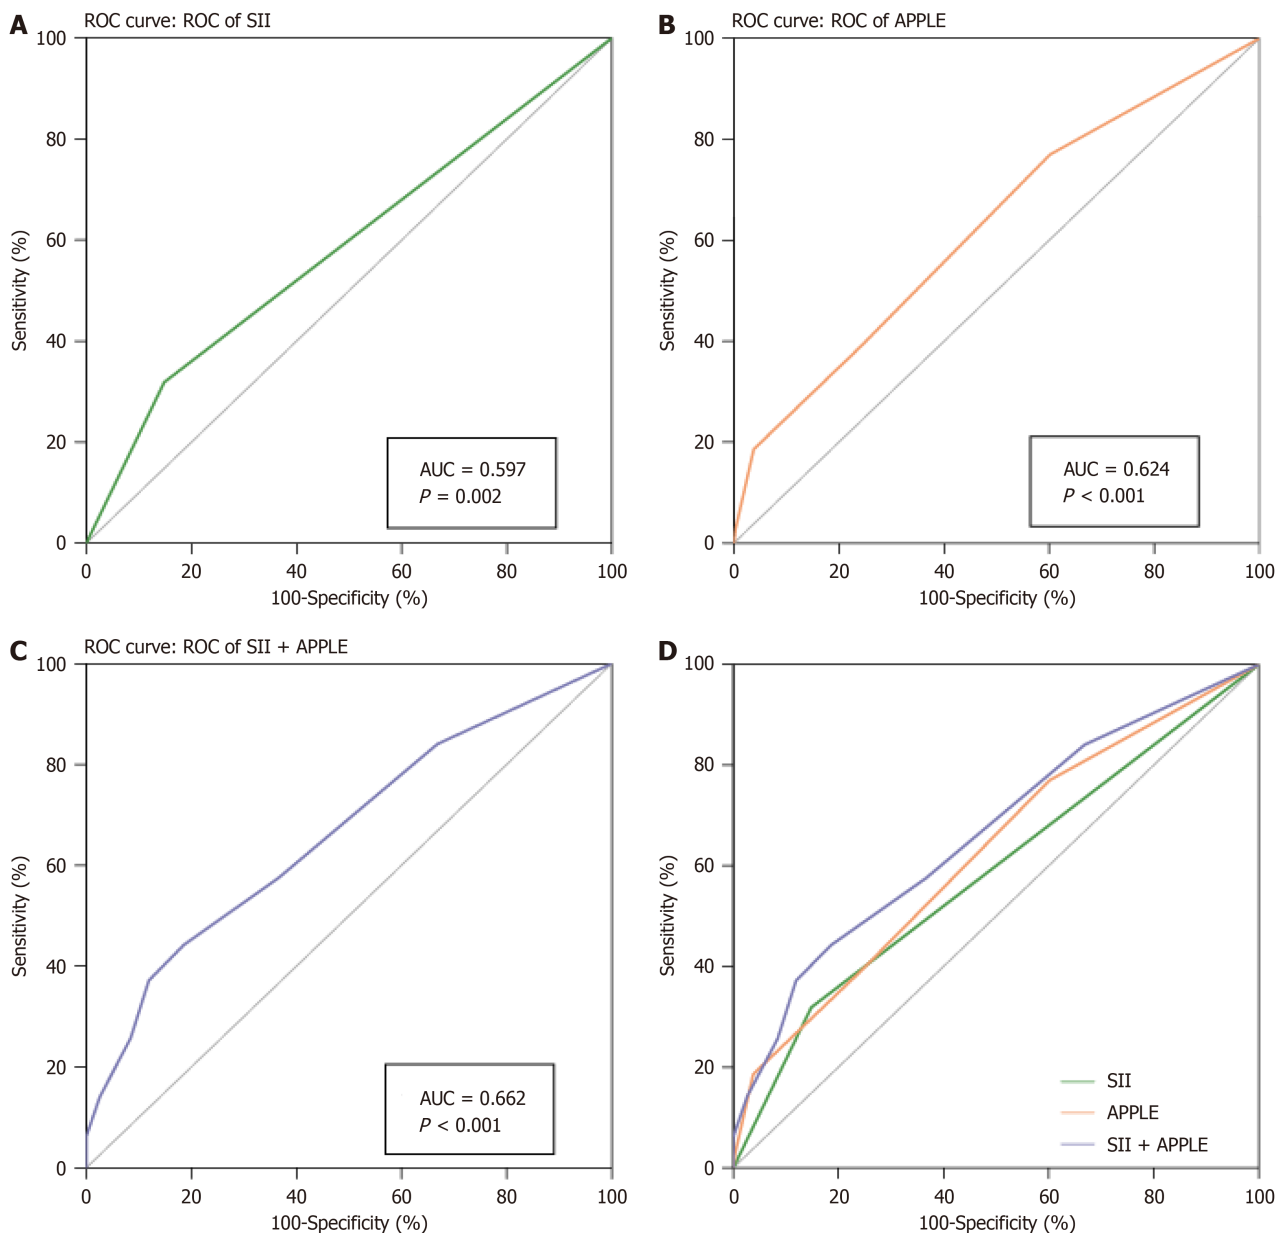 A
ROC curve: ROC of SII
100
80
60
40
20
0
Sensitivity (%)
AUC = 0.597
P = 0.002
0 20 40 60 80 100
100-Specificity (%)
B
ROC curve: ROC of APPLE
100
80
60
40
20
0
Sensitivity (%)
AUC = 0.624
P < 0.001
0 20 40 60 80 100
100-Specificity (%)
C
ROC curve: ROC of SII + APPLE
100
80
60
40
20
0
Sensitivity (%)
AUC = 0.662
P < 0.001
0 20 40 60 80 100
100-Specificity (%)
D
100
80
60
40
20
0
Sensitivity (%)
SII
APPLE
SII + APPLE
0 20 40 60 80 100
100-Specificity (%)